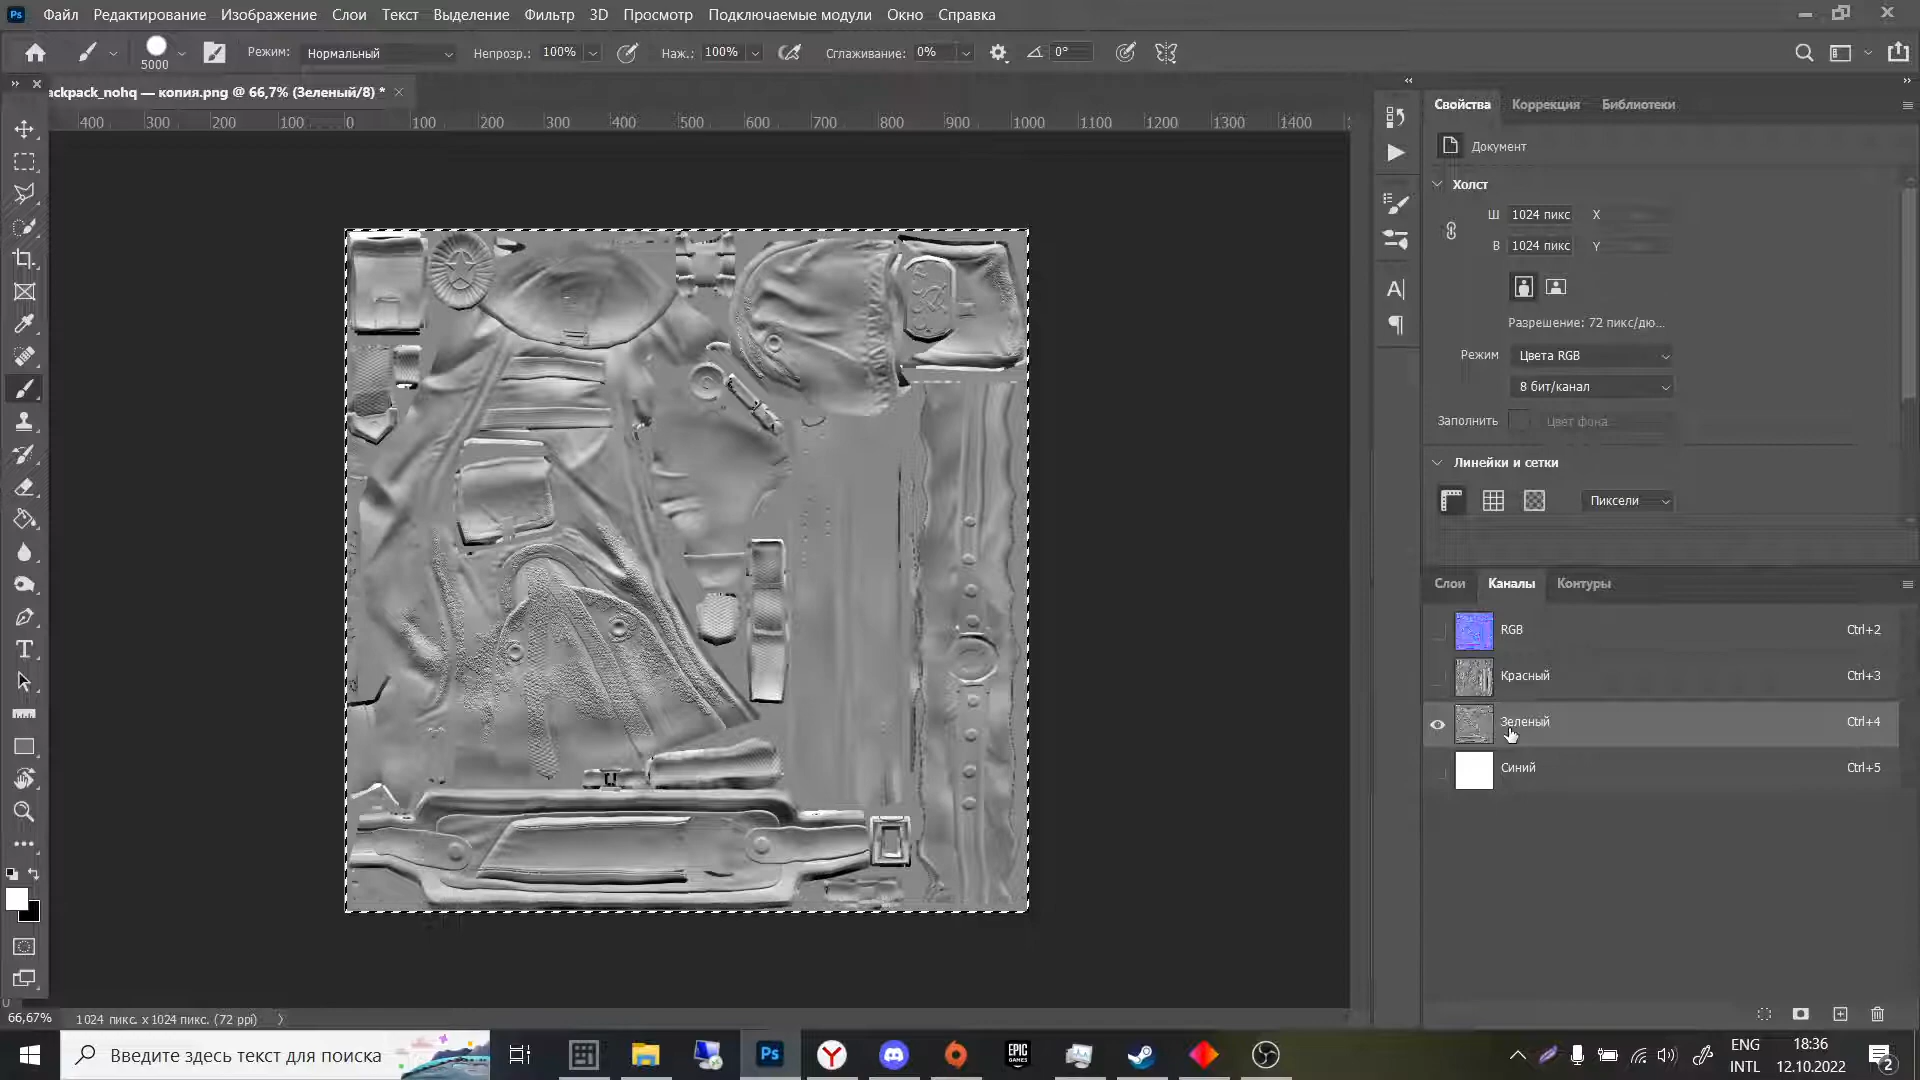 Ps Файл Редактирование Изображение Слои Текст Выделение Фильтр 3D Просмотр Подключаемые модули Окно Справка
5000 Режим: Нормальный Непрозр.: 100% Наж.: 100% Сглаживание: 0% 0°
ackpack_nohq — копия.png @ 66,7% (Зеленый/8) *
400 300 200 100 0 100 200 300 400 500 600 700 800 900 1000 1100 1200 1300 1400
Свойства Коррекция Библиотеки
Документ
Холст
Ш 1024 пикс X
В 1024 пикс Y
Разрешение: 72 пикс/дю...
Режим Цвета RGB
8 бит/канал
Заполнить Цвет фона
Линейки и сетки
Пиксели
Слои Каналы Контуры
RGB Ctrl+2
Красный Ctrl+3
Зеленый Ctrl+4
Синий Ctrl+5
66,67% 1024 пикс. x 1024 пикс. (72 ppi)
Введите здесь текст для поиска
Ps
EPIC GAMES
ENG
INTL
18:36
12.10.2022
2